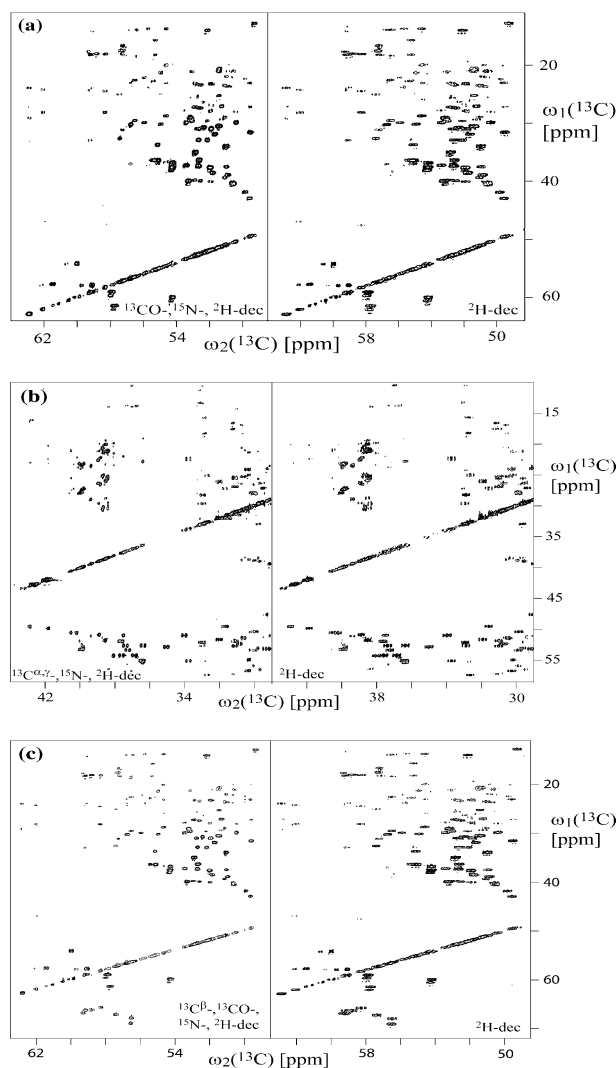 (a)
20
ω₁(¹³C)
[ppm]
40
60
¹³CO-, ¹⁵N-, ²H-dec
²H-dec
62
54
58
50
ω₂(¹³C) [ppm]
(b)
15
ω₁(¹³C)
[ppm]
35
45
55
¹³Cᵅ,ᵞ-, ¹⁵N-, ²H-dec
²H-dec
42
34
38
30
ω₂(¹³C) [ppm]
(c)
20
ω₁(¹³C)
[ppm]
40
60
¹³Cᵝ-, ¹³CO-,
¹⁵N-, ²H-dec
²H-dec
62
54
58
50
ω₂(¹³C) [ppm]